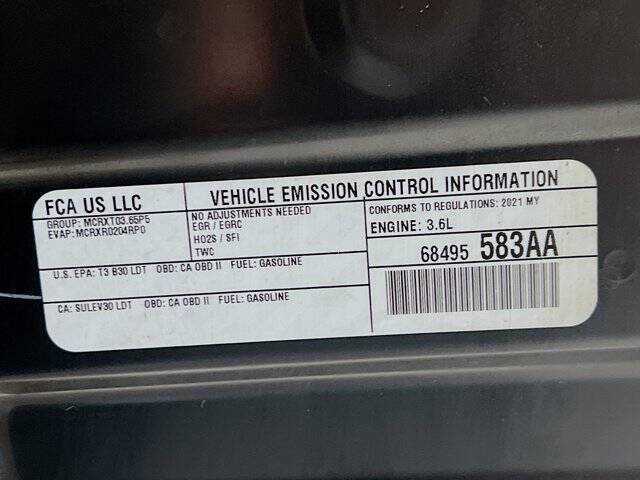 FCA US LLC
GROUP: MCRXT03.65P5
EVAP: MCRXR0204RP0
VEHICLE EMISSION CONTROL INFORMATION
NO ADJUSTMENTS NEEDED
EGR / EGRC
HO2S / SFI
TWC
CONFORMS TO REGULATIONS: 2021 MY
ENGINE: 3.6L
68495 583AA
U.S. EPA: T3 B30 LDT OBD: CA OBD II FUEL: GASOLINE
CA: SULEV30 LDT OBD: CA OBD II FUEL: GASOLINE